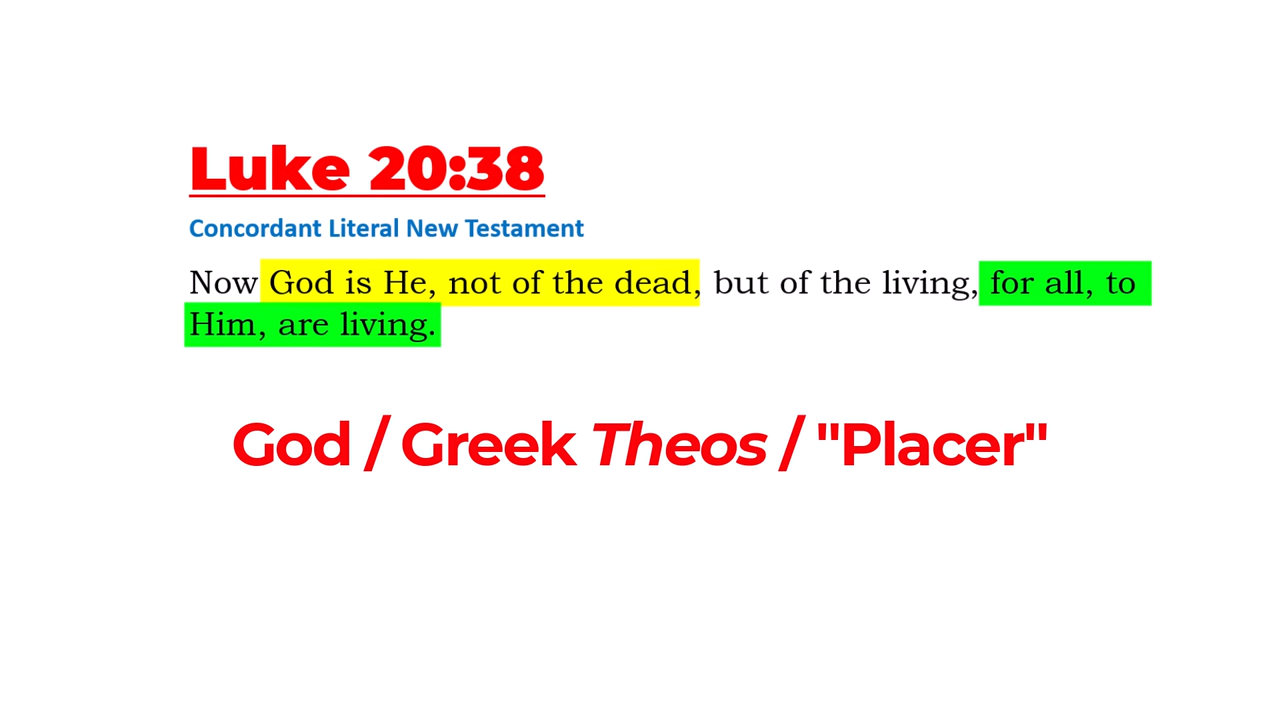 Luke 20:38
Concordant Literal New Testament
Now God is He, not of the dead, but of the living, for all, to
Him, are living.
God / Greek Theos / "Placer"